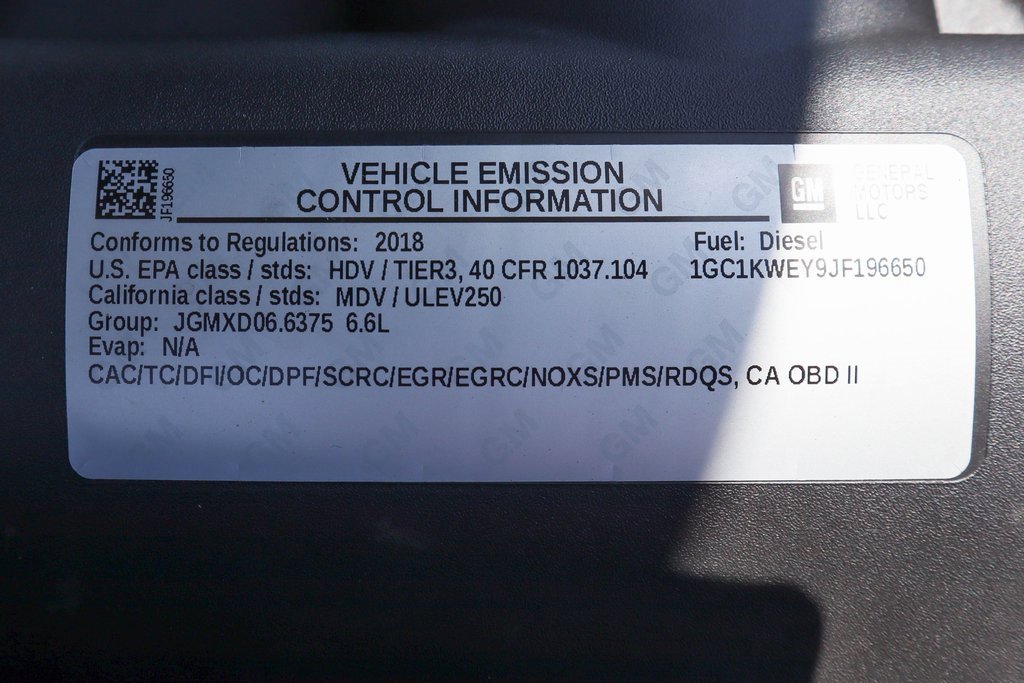 JF196650
VEHICLE EMISSION
CONTROL INFORMATION
GM
GENERAL
MOTORS
LLC
Conforms to Regulations: 2018
Fuel: Diesel
U.S. EPA class / stds: HDV / TIER3, 40 CFR 1037.104
1GC1KWEY9JF196650
California class / stds: MDV / ULEV250
Group: JGMXD06.6375 6.6L
Evap: N/A
CAC/TC/DFI/OC/DPF/SCRC/EGR/EGRC/NOXS/PMS/RDQS, CA OBD II